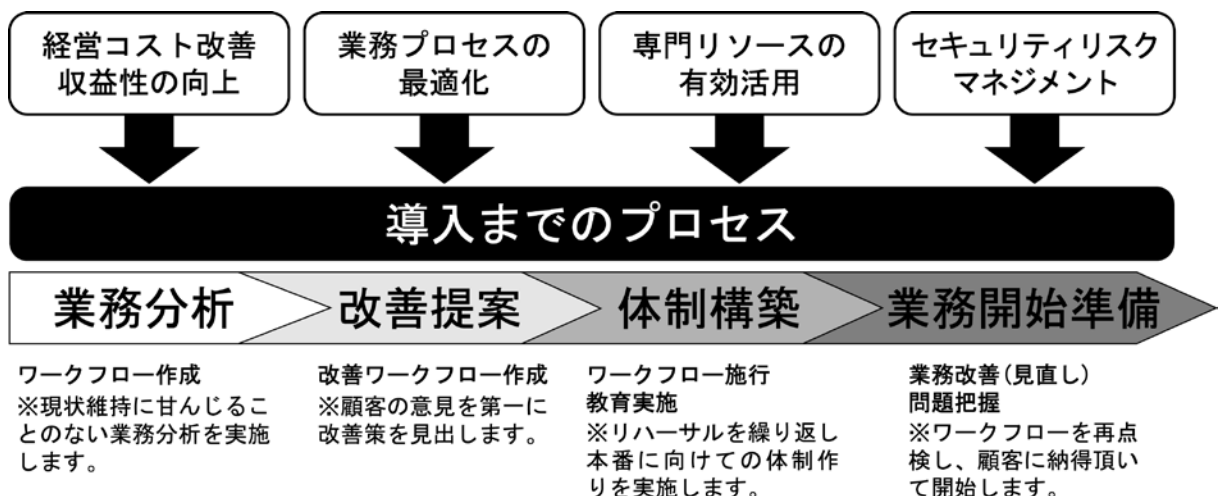 経営コスト改善
収益性の向上
業務プロセスの
最適化
専門リソースの
有効活用
セキュリティリスク
マネジメント
導入までのプロセス
業務分析
改善提案
体制構築
業務開始準備
ワークフロー作成
※現状維持に甘んじるこ
とのない業務分析を実施
します。
改善ワークフロー作成
※顧客の意見を第一に
改善策を見出します。
ワークフロー施行
教育実施
※リハーサルを繰り返し
本番に向けての体制作
りを実施します。
業務改善(見直し)
問題把握
※ワークフローを再点
検し、顧客に納得頂い
て開始します。